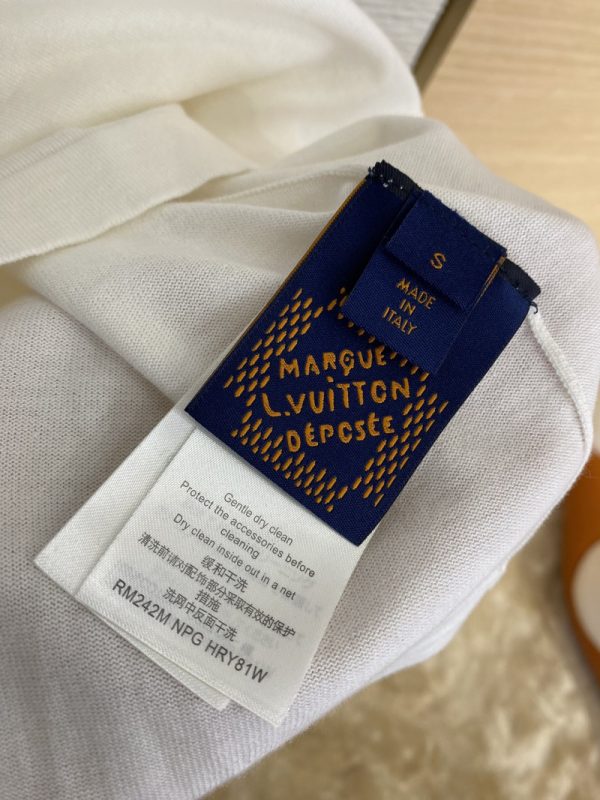 S
MADE
IN
ITALY
MARQUE
L.VUITTON
DÉPOSÉE
Gentle dry clean
Protect the accessories before
cleaning
Dry clean inside out in a net
缓和干洗
清洗前请对配饰部分采取有效的保护
措施
洗网中反面干洗
RM242M NPG HRY81W